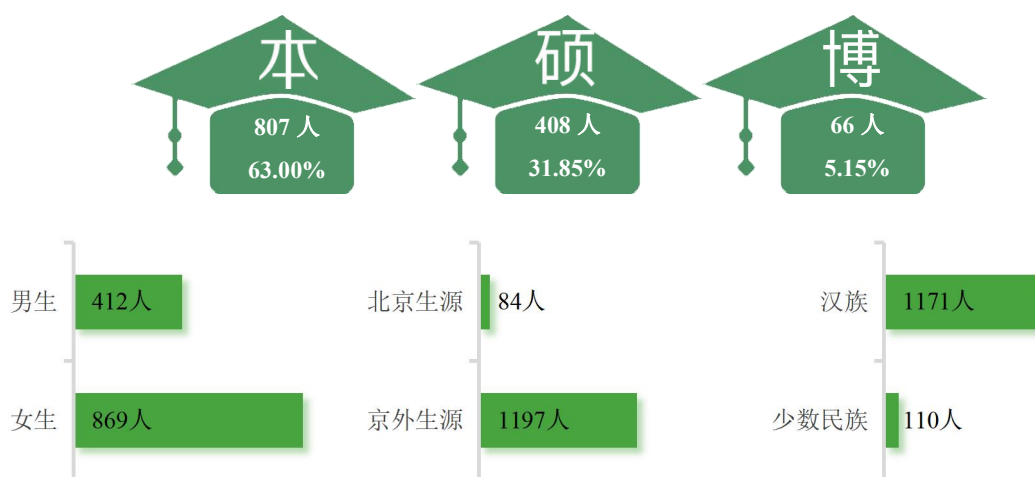 本 硕 博
807 人 408 人 66 人
63.00% 31.85% 5.15%
男生 412人 北京生源 84人 汉族 1171人
女生 869人 京外生源 1197人 少数民族 110人